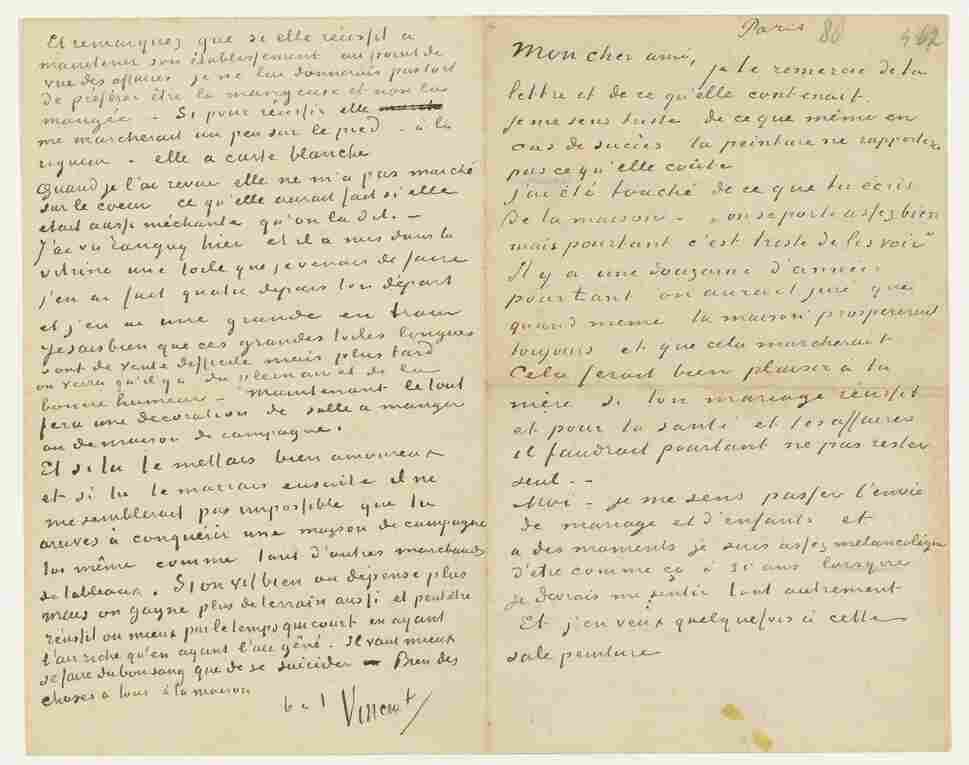 Paris 80 462
Mon cher ami,
je te remercie de ta
lettre et de ce qu'elle contenait
je me sens triste de ce que même en
cas de succès la peinture ne rapportera
pas ce qu'elle coûte
j'ai été touché de ce que tu écris
de la maison – "on se porte assez bien
mais pourtant c'est triste de les voir"
Il y a une douzaine d'années
pourtant on aurait juré que
quand meme la maison prospererait
toujours et que cela marcherait
Cela ferait bien plaisir à ta
mère si ton mariage réussit
et pour ta santé et tes affaires
il faudrait pourtant ne pas rester
seul. –
Moi – je me sens passer l'envie
de mariage et d'enfants et
a des moments je suis assez melancolique
d'être comme ça à 35 ans lorsque
je devrais me sentir tout autrement
Et j'en veux quelquefois à cette
sale peinture
Et remarquez que si elle réussit a
maintenir son établissement au point de
vue des affaires je ne lui donnerais pas tort
de préférer être la mangeuse et non la
mangée – Si pour réussir elle
me marcherait un peu sur le pied – à la
rigueur – elle a carte blanche
Quand je l'ai revue elle ne m'a pas marché
sur le coeur ce qu'elle aurait fait si elle
etait aussi méchante qu'on la dit. –
J'ai vu Tanguy hier et il a mis dans la
vitrine une toile que je venais de faire
j'en ai fait quatre depuis ton départ
et j'en ai une grande en train
Je sais bien que ces grandes toiles longues
sont de vente difficile mais plus tard
on verra qu'il y a du plein air et de la
bonne humeur – Maintenant le tout
fera une decoration de salle a manger
ou de maison de campagne.
Et si tu te mettais bien amoureux
et si tu te mariais ensuite il ne
me semblerait pas impossible que tu
arrives à conquérir une maison de campagne
toi même comme tant d'autres marchands
de tableaux. Si on vit bien on dépense plus
mais on gagne plus de terrain aussi et peut être
réussit on mieux par le temps qui court en ayant
l'air riche qu'en ayant l'air gêné. Il vaut mieux
se faire du bon sang que de se suicider – Bien des
choses a tous à la maison
t. à t. Vincent